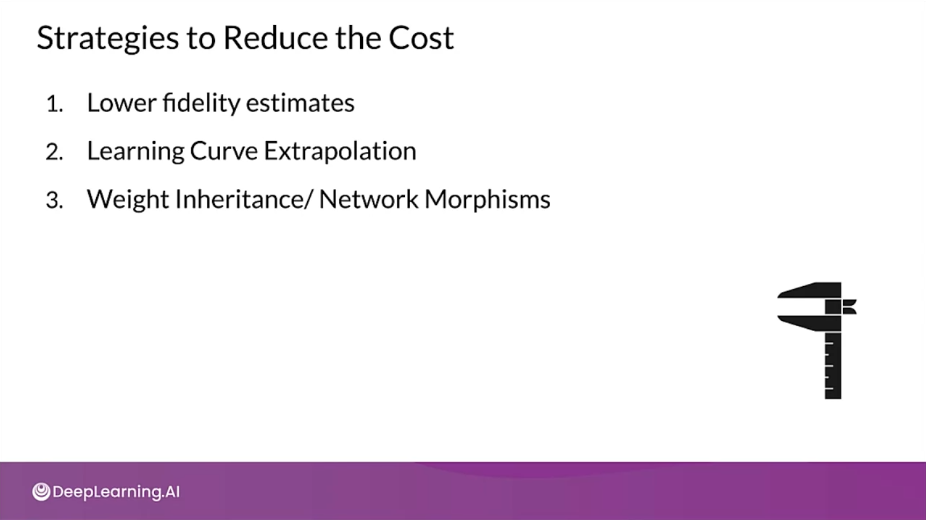 Strategies to Reduce the Cost
1. Lower fidelity estimates
2. Learning Curve Extrapolation
3. Weight Inheritance/ Network Morphisms
DeepLearning.AI